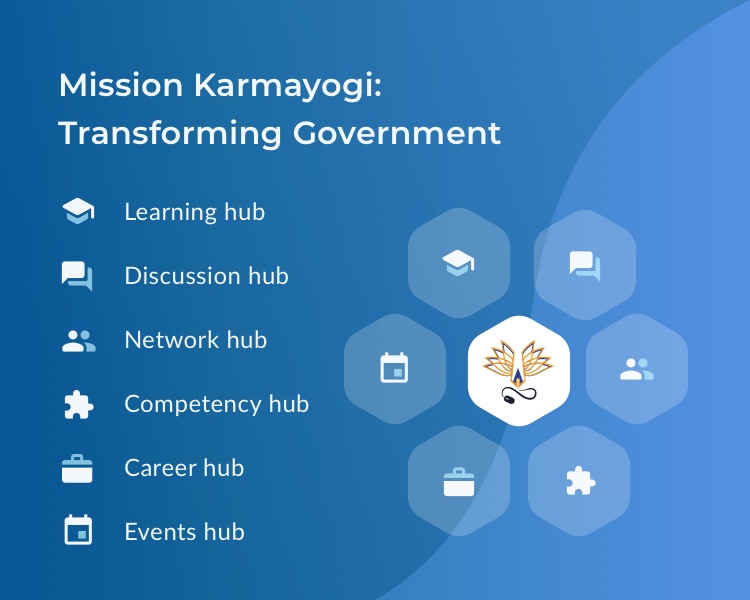 Mission Karmayogi:
Transforming Government
Learning hub
Discussion hub
Network hub
Competency hub
Career hub
Events hub